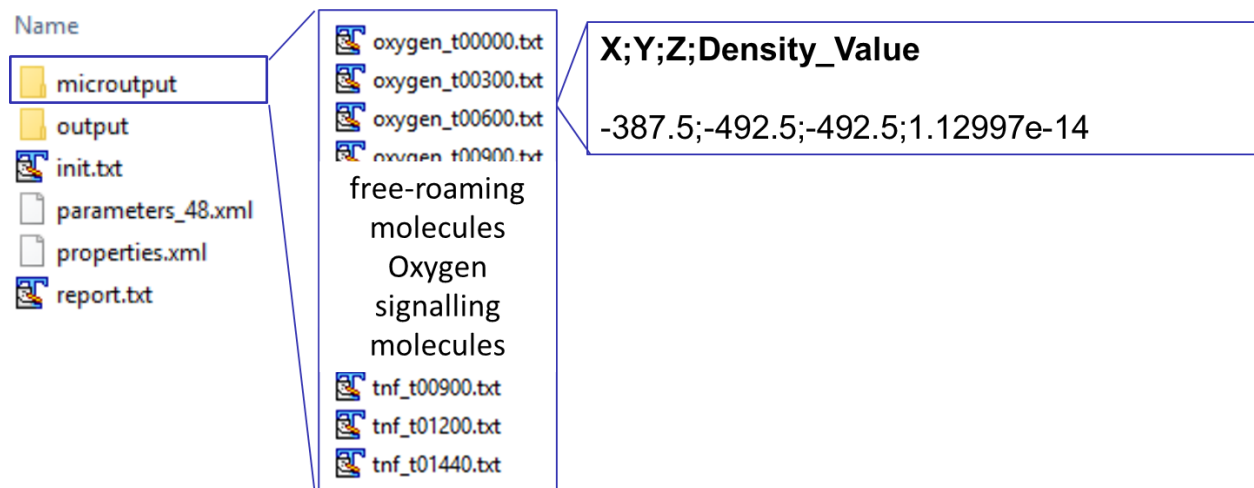 Name
microutput
output
init.txt
parameters_48.xml
properties.xml
report.txt
oxygen_t00000.txt
oxygen_t00300.txt
oxygen_t00600.txt
oxygen_t00900.txt
free-roaming
molecules
Oxygen
signalling
molecules
tnf_t00900.txt
tnf_t01200.txt
tnf_t01440.txt
X;Y;Z;Density_Value
-387.5;-492.5;-492.5;1.12997e-14